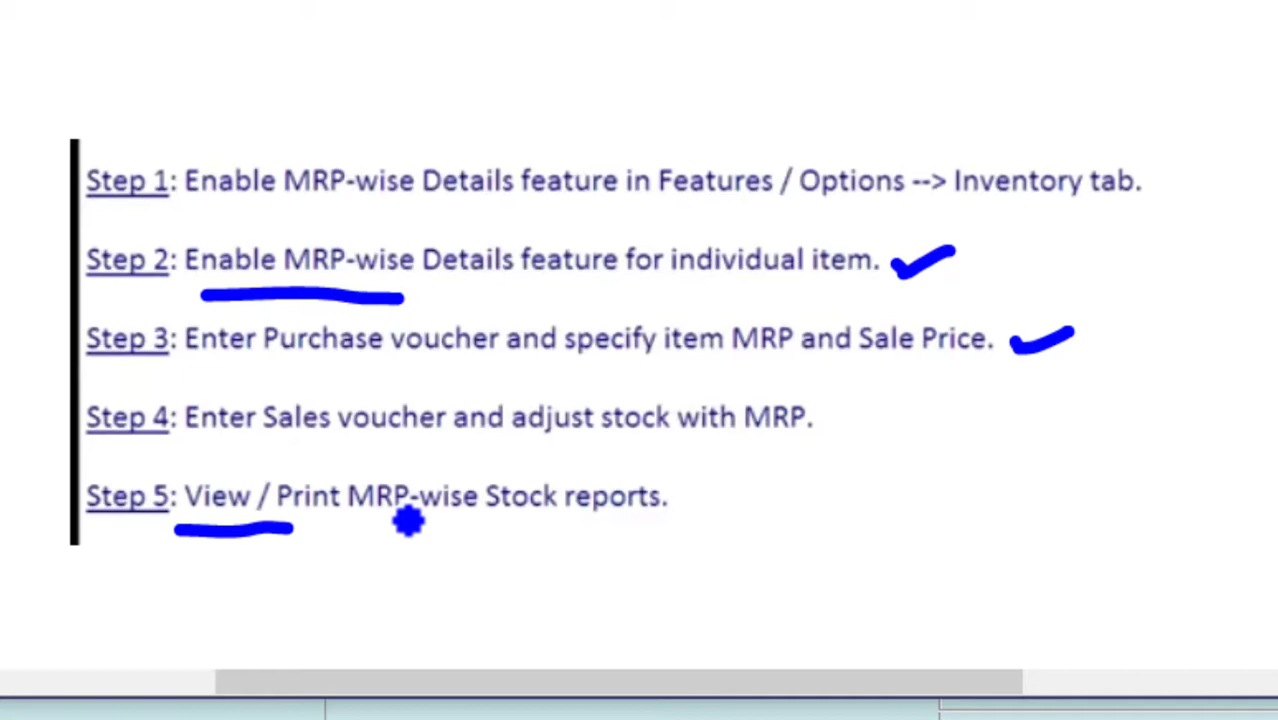 Step 1: Enable MRP-wise Details feature in Features / Options --> Inventory tab.
Step 2: Enable MRP-wise Details feature for individual item.
Step 3: Enter Purchase voucher and specify item MRP and Sale Price.
Step 4: Enter Sales voucher and adjust stock with MRP.
Step 5: View / Print MRP-wise Stock reports.